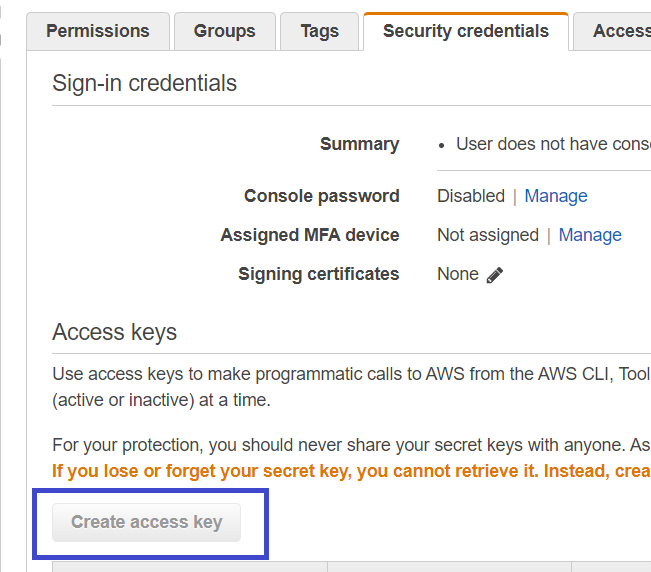 Permissions Groups Tags Security credentials Access
Sign-in credentials
Summary • User does not have cons
Console password Disabled | Manage
Assigned MFA device Not assigned | Manage
Signing certificates None
Access keys
Use access keys to make programmatic calls to AWS from the AWS CLI, Tool
(active or inactive) at a time.
For your protection, you should never share your secret keys with anyone. As
If you lose or forget your secret key, you cannot retrieve it. Instead, crea
Create access key